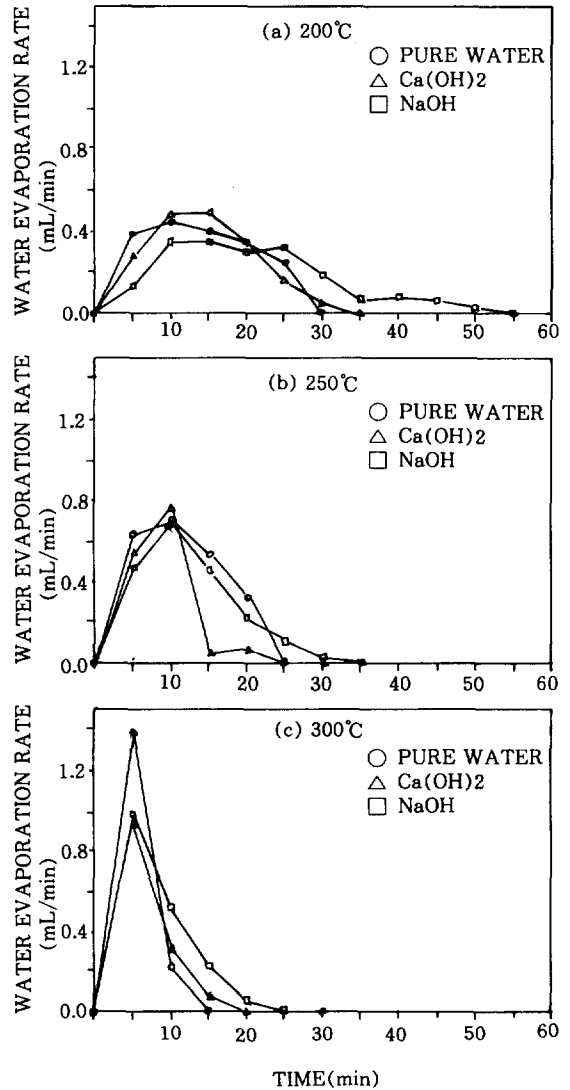 (a) 200℃
○ PURE WATER
△ Ca(OH)2
□ NaOH
WATER EVAPORATION RATE
(mL/min)
1.2
0.8
0.4
0.0
10 20 30 40 50 60
(b) 250℃
○ PURE WATER
△ Ca(OH)2
□ NaOH
WATER EVAPORATION RATE
(mL/min)
1.2
0.8
0.4
0.0
10 20 30 40 50 60
(c) 300℃
○ PURE WATER
△ Ca(OH)2
□ NaOH
WATER EVAPORATION RATE
(mL/min)
1.2
0.8
0.4
0.0
10 20 30 40 50 60
TIME(min)